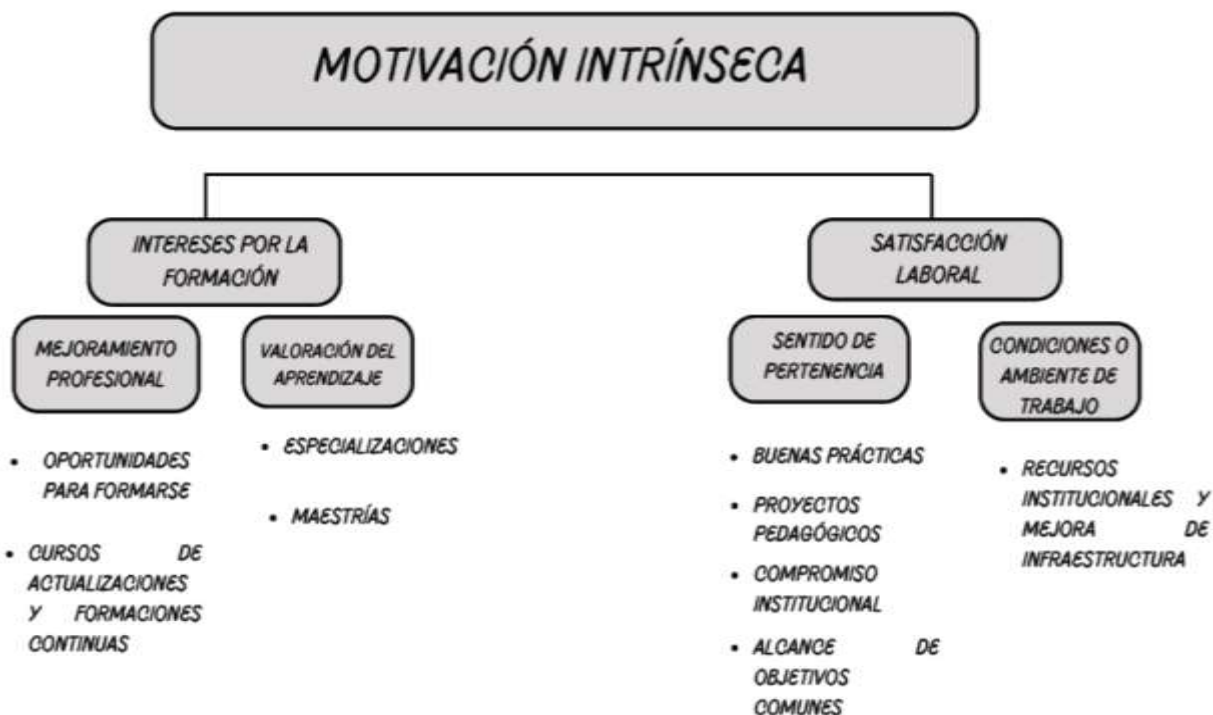 MOTIVACIÓN INTRÍNSECA
INTERESES POR LA
FORMACIÓN
MEJORAMIENTO
PROFESIONAL
• OPORTUNIDADES
PARA FORMARSE
• CURSOS DE
ACTUALIZACIONES
Y FORMACIONES
CONTINUAS
VALORACIÓN DEL
APRENDIZAJE
• ESPECIALIZACIONES
• MAESTRÍAS
SATISFACCIÓN
LABORAL
SENTIDO DE
PERTENENCIA
• BUENAS PRÁCTICAS
• PROYECTOS
PEDAGÓGICOS
• COMPROMISO
INSTITUCIONAL
• ALCANCE DE
OBJETIVOS
COMUNES
CONDICIONES O
AMBIENTE DE
TRABAJO
• RECURSOS
INSTITUCIONALES Y
MEJORA DE
INFRAESTRUCTURA